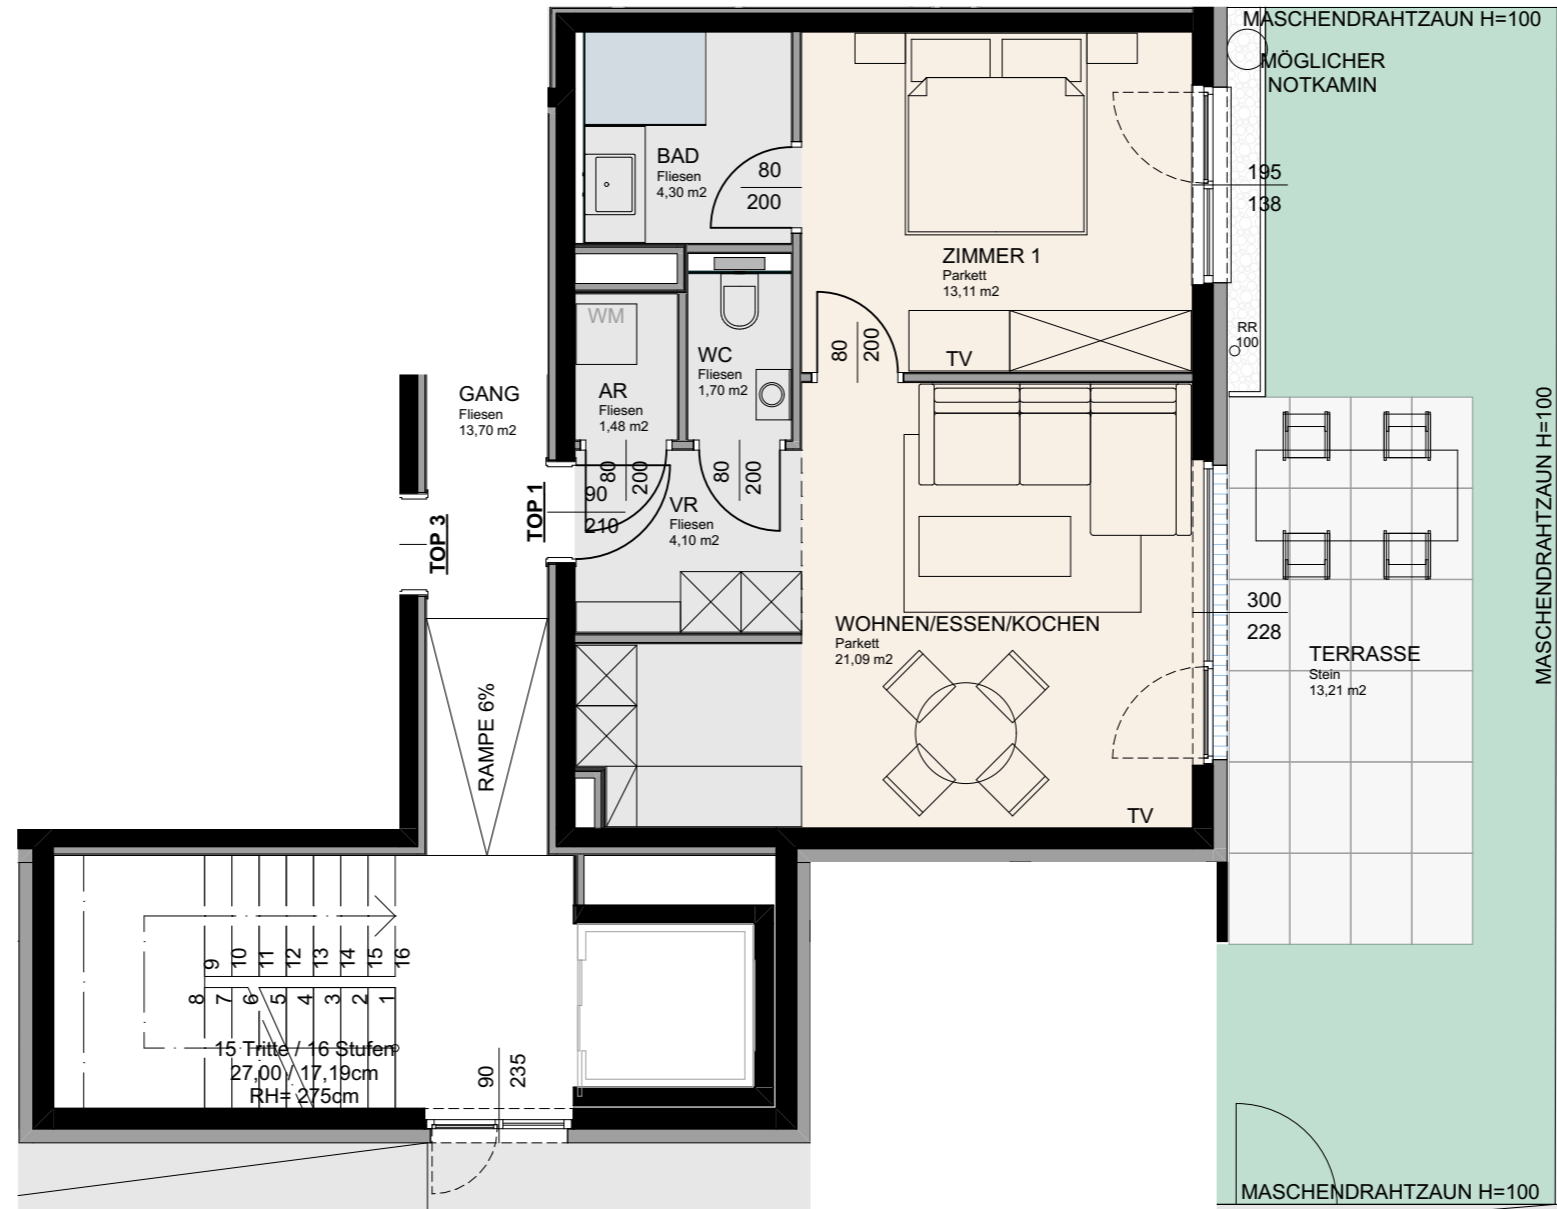 MASCHENDRAHTZAUN H=100
MÖGLICHER
NOTKAMIN
BAD
Fliesen
4,30 m2
80
200
195
138
ZIMMER 1
Parkett
13,11 m2
WM
WC
Fliesen
1,70 m2
80
200
TV
RR
100
GANG
Fliesen
13,70 m2
AR
Fliesen
1,48 m2
80
200
80
200
90
210
TOP 3
TOP 1
VR
Fliesen
4,10 m2
MASCHENDRAHTZAUN H=100
300
228
WOHNEN/ESSEN/KOCHEN
Parkett
21,09 m2
TERRASSE
Stein
13,21 m2
RAMPE 6%
TV
9
10
11
12
13
14
15
16
8
7
6
5
4
3
2
1
15 Tritte / 16 Stufen
27,00 / 17,19cm
RH= 275cm
90
235
MASCHENDRAHTZAUN H=100